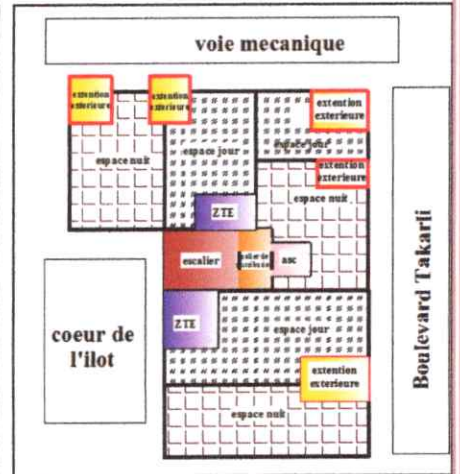 voie mecanique
extention
exterieure
extention
exterieure
extention
exterieure
espace nuit
espace jour
espace jour
extention
exterieure
espace nuit
ZTE
escalier
asc
ZTE
espace jour
coeur de
l'ilot
extention
exterieure
espace nuit
Boulevard Takarii